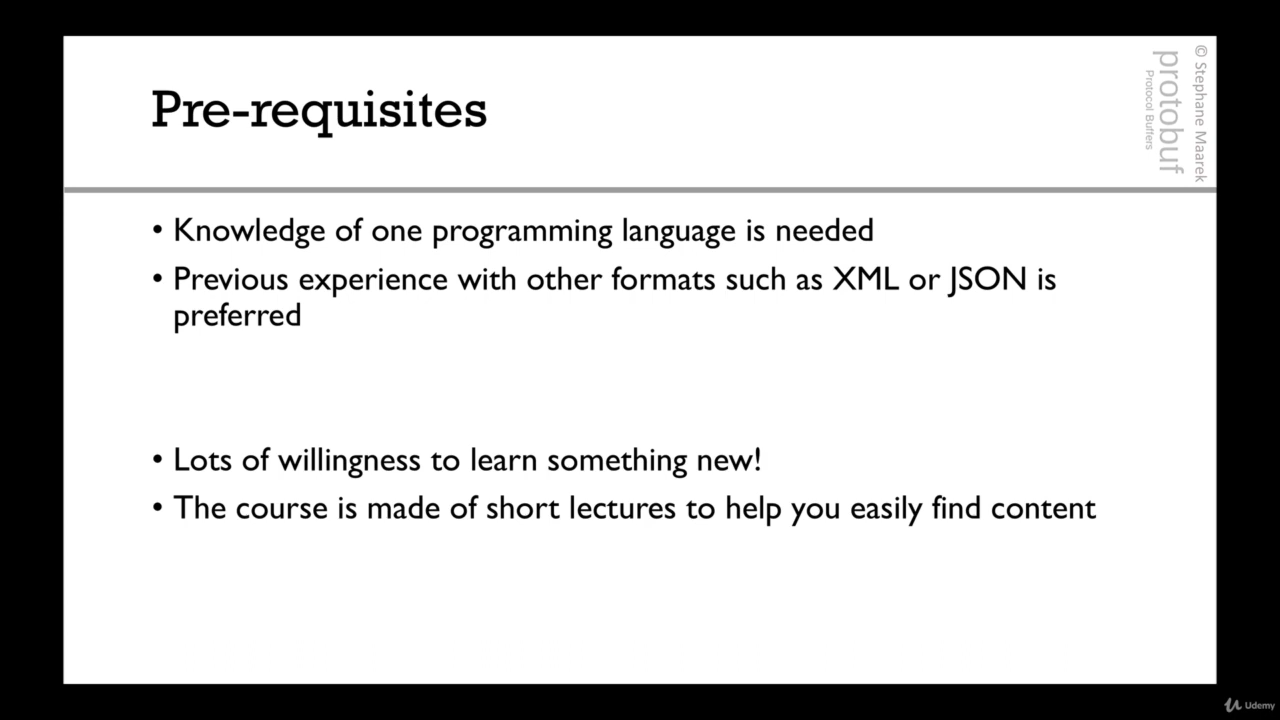 Pre-requisites
© Stephane Maarek
protobuf
Protocol Buffers
• Knowledge of one programming language is needed
• Previous experience with other formats such as XML or JSON is
preferred
• Lots of willingness to learn something new!
• The course is made of short lectures to help you easily find content
Udemy